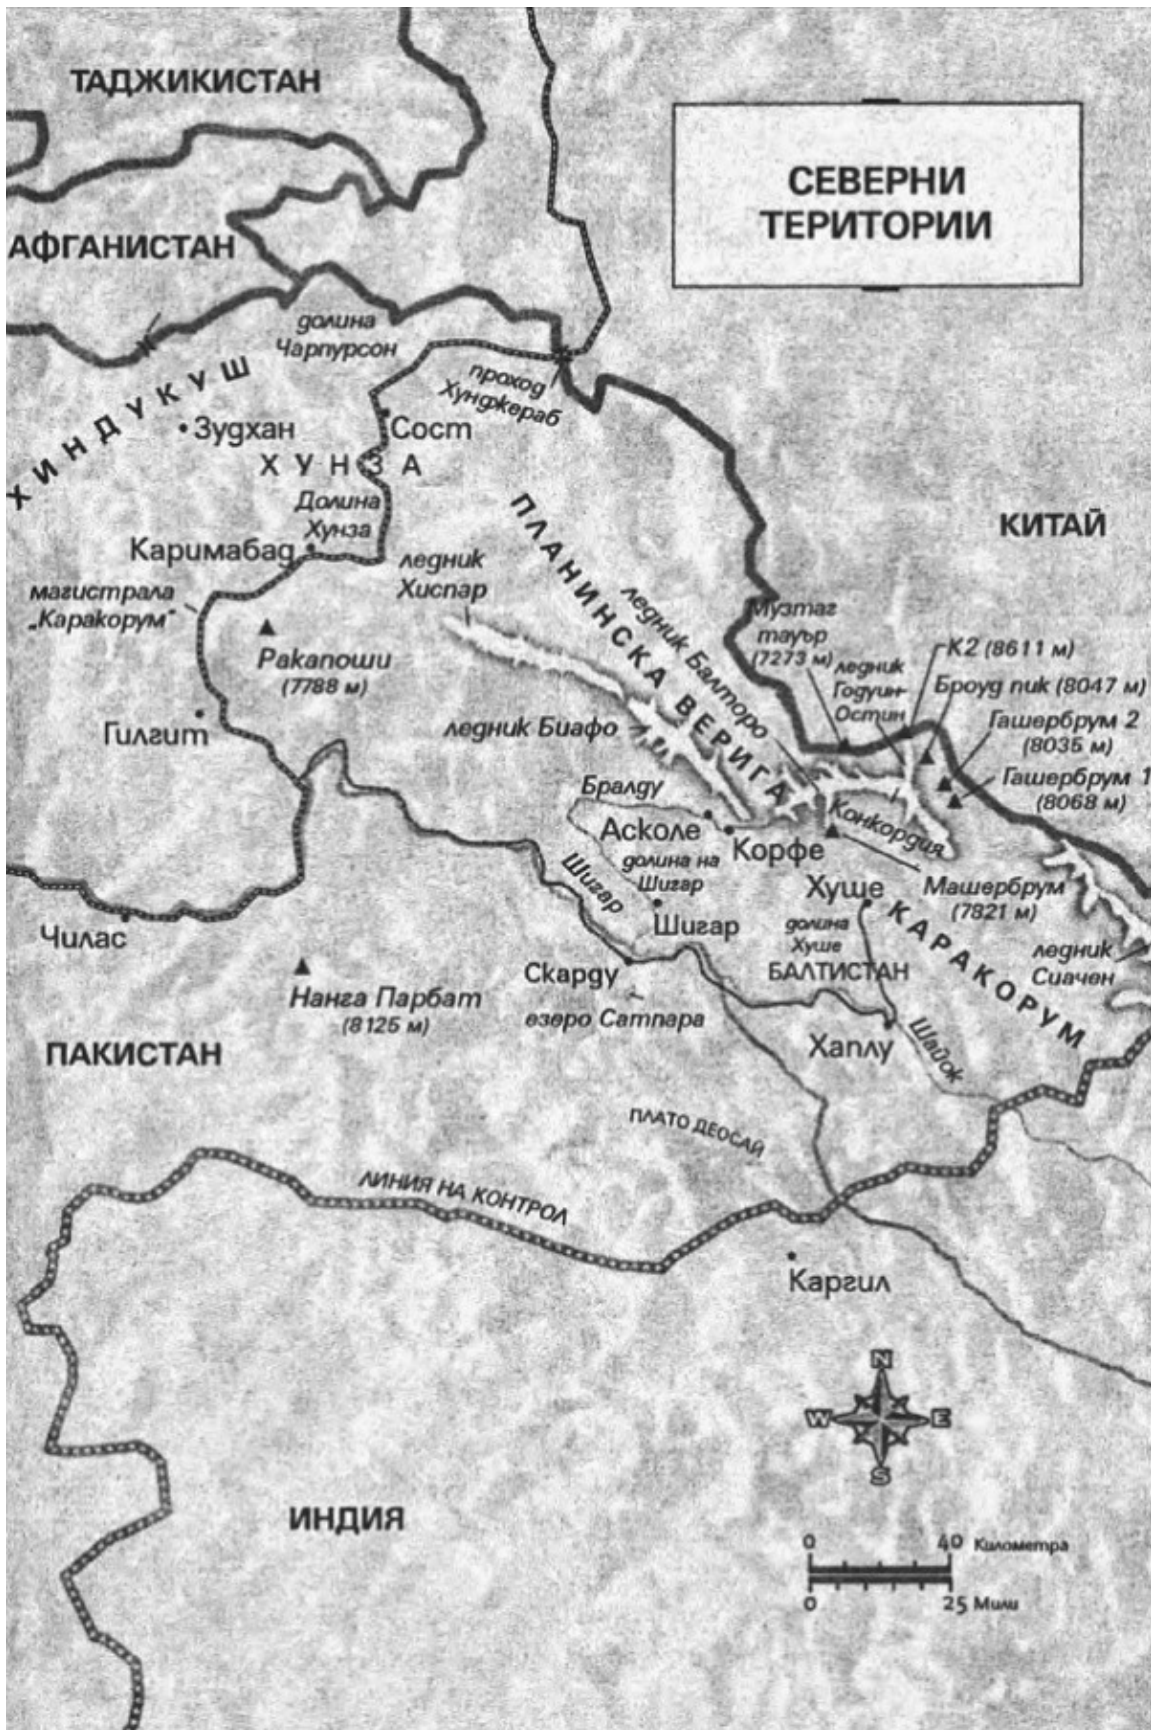 ТАДЖИКИСТАН
СЕВЕРНИ
ТЕРИТОРИИ
АФГАНИСТАН
долина
Чарпурсон
проход
Хунджераб
ХИНДУКУШ
Зудхан
Сост
ХУНЗА
Долина
Хунза
Каримабад
КИТАЙ
ПЛАНИНСКА ВЕРИГА
КАРАКОРУМ
ледник
Хиспар
магистрала
„Каракорум“
ледник Балторо
Музтаг
тауър
(7273 м)
ледник
Годуин-
Остин
К2 (8611 м)
Броуд пик (8047 м)
Гашербрум 2
(8035 м)
Гашербрум 1
(8068 м)
Ракапоши
(7788 м)
Гилгит
ледник Биафо
Бралду
Асколе
Корфе
Конкордия
долина на
Шигар
Шигар
Шигар
Хуше
Машербрум
(7821 м)
долина
Хуше
БАЛТИСТАН
ледник
Сиачен
Чилас
Скарду
езеро Сатпара
Нанга Парбат
(8125 м)
ПАКИСТАН
Хаплу
Шайок
ПЛАТО ДЕОСАЙ
ЛИНИЯ НА КОНТРОЛ
Каргил
N
W
E
S
ИНДИЯ
0 40 Километра
0 25 Мили